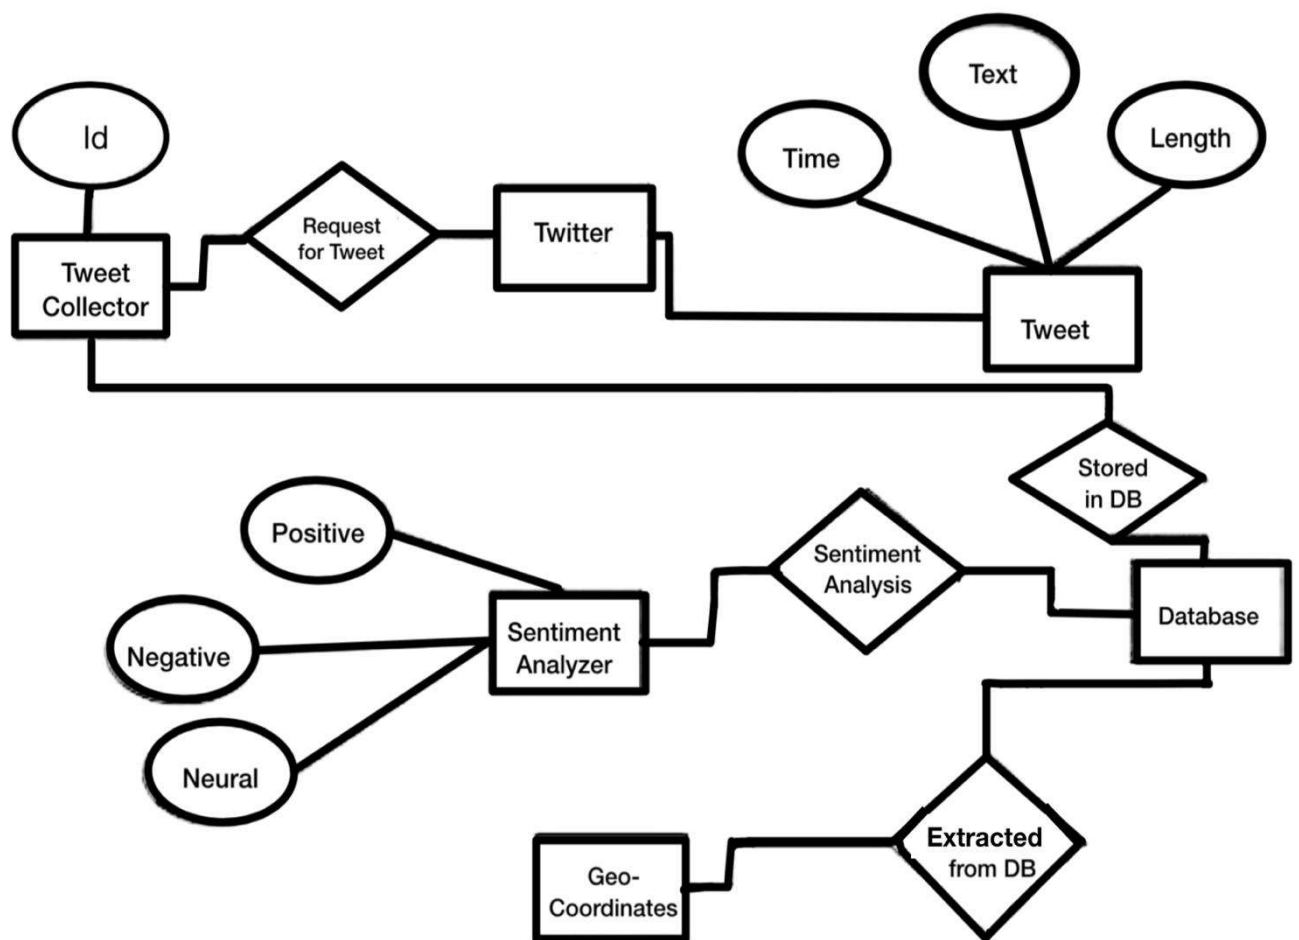 Text
Id
Time
Length
Request
for Tweet
Twitter
Tweet
Collector
Tweet
Stored
in DB
Positive
Sentiment
Analysis
Database
Sentiment
Analyzer
Negative
Neural
Extracted
from DB
Geo-
Coordinates